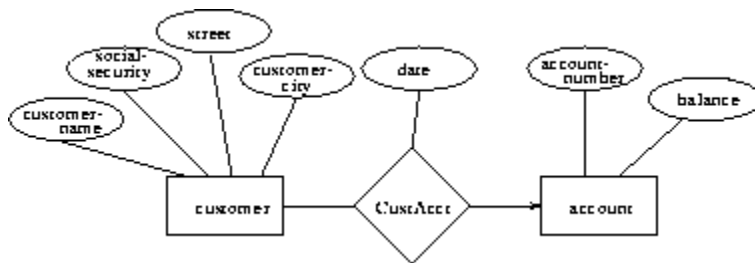 street
social-
security
customer-
city
date
account-
number
customer-
name
balance
customer
CustAcct
account